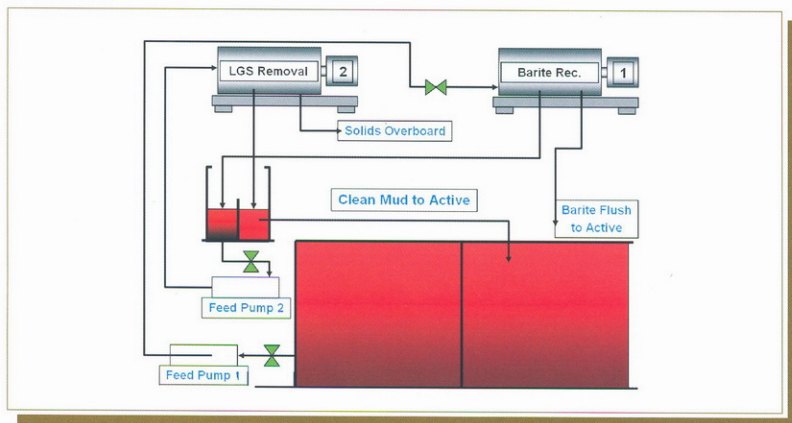 LGS Removal
2
Barite Rec.
1
Solids Overboard
Clean Mud to Active
Barite Flush
to Active
Feed Pump 2
Feed Pump 1